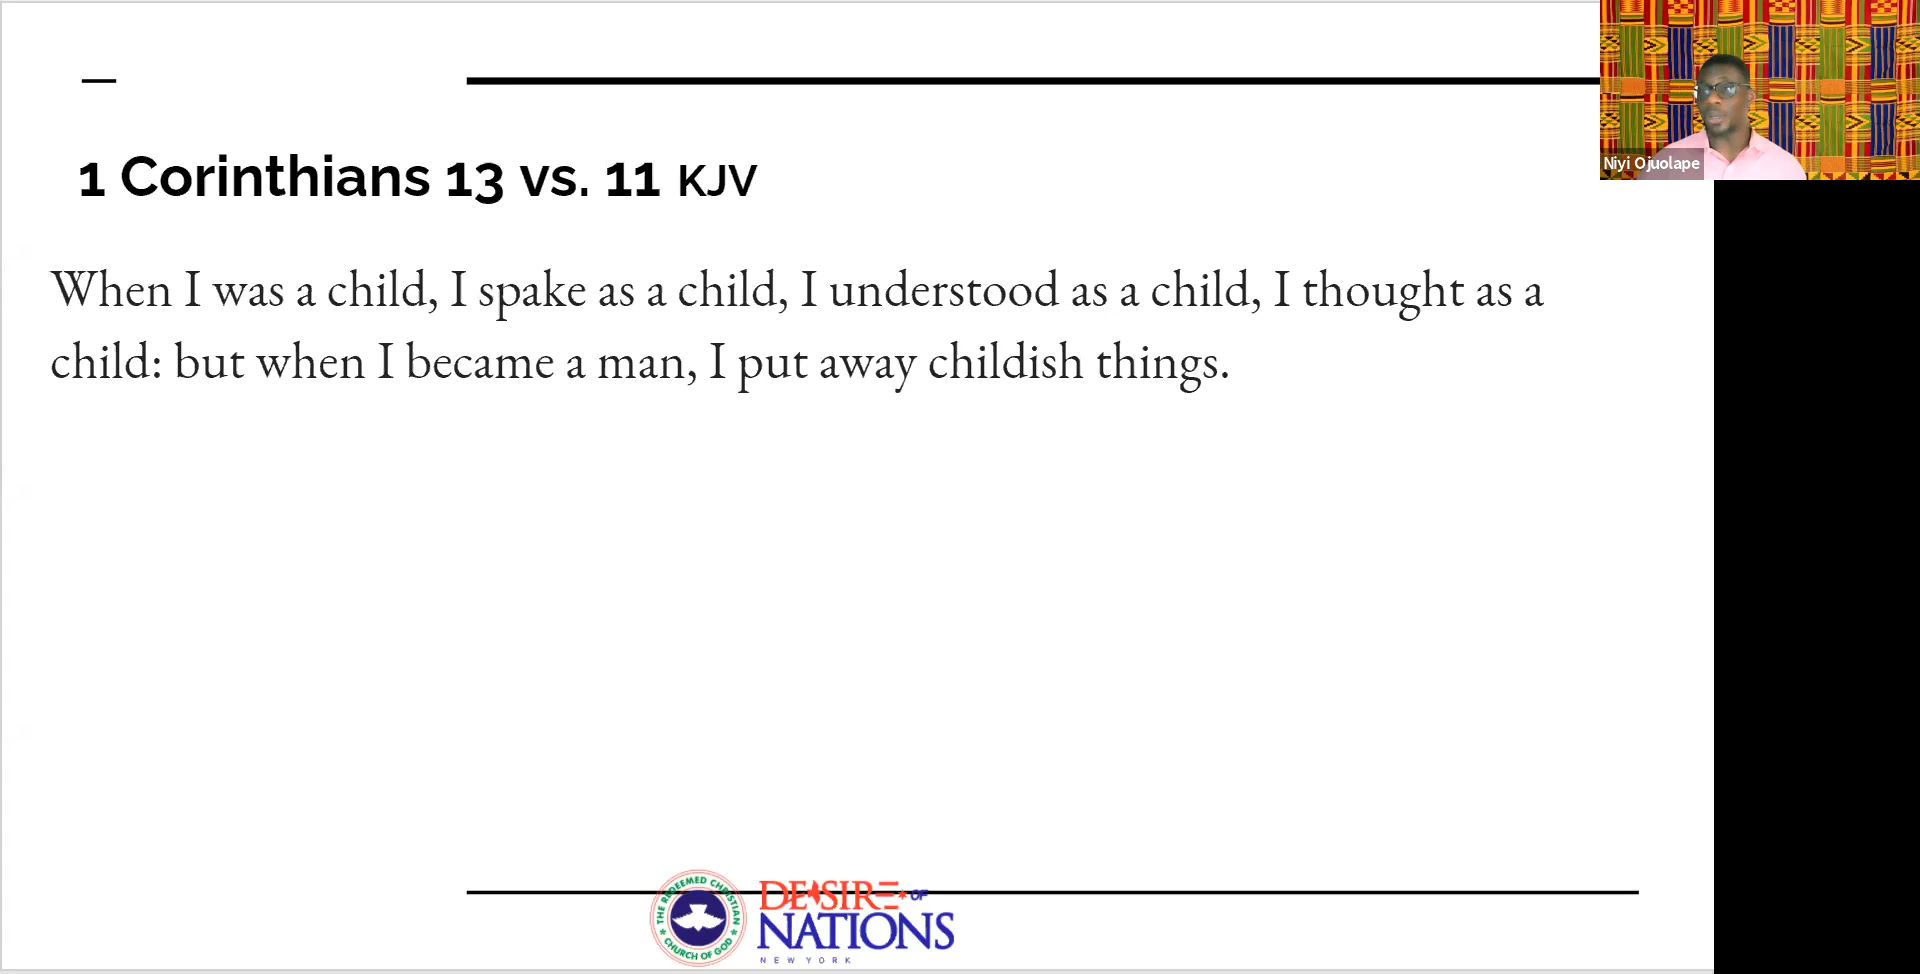 1 Corinthians 13 vs. 11 KJV
Niyi Ojuolape
When I was a child, I spake as a child, I understood as a child, I thought as a
child: but when I became a man, I put away childish things.
THE REDEEMED CHRISTIAN
CHURCH OF GOD
DESIRE OF
NATIONS
NEW YORK